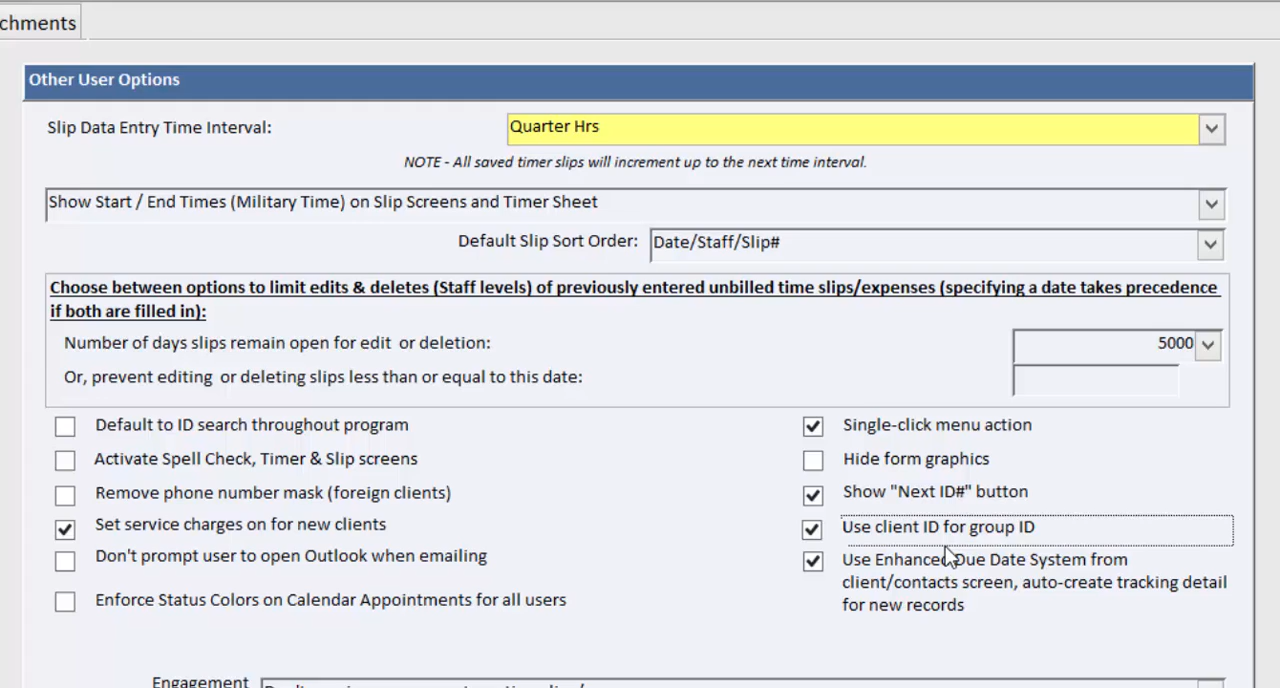 chments
Other User Options
Slip Data Entry Time Interval:
Quarter Hrs
NOTE - All saved timer slips will increment up to the next time interval.
Show Start / End Times (Military Time) on Slip Screens and Timer Sheet
Default Slip Sort Order:
Date/Staff/Slip#
Choose between options to limit edits & deletes (Staff levels) of previously entered unbilled time slips/expenses (specifying a date takes precedence
if both are filled in):
Number of days slips remain open for edit or deletion:
5000
Or, prevent editing or deleting slips less than or equal to this date:
Default to ID search throughout program
Activate Spell Check, Timer & Slip screens
Remove phone number mask (foreign clients)
Set service charges on for new clients
Don't prompt user to open Outlook when emailing
Enforce Status Colors on Calendar Appointments for all users
Single-click menu action
Hide form graphics
Show "Next ID#" button
Use client ID for group ID
Use Enhanced Due Date System from
client/contacts screen, auto-create tracking detail
for new records
Engagement